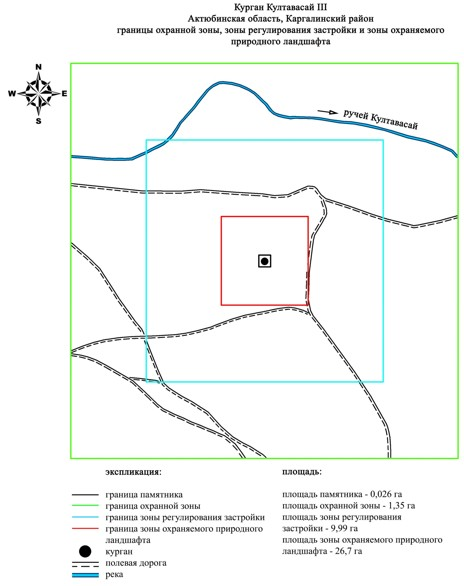 Курган Култавасай III
Актюбинская область, Каргалинский район
границы охранной зоны, зоны регулирования застройки и зоны охраняемого
природного ландшафта
N
W E
S
ручей Култавасай
экспликация:
граница памятника
граница охранной зоны
граница зоны регулирования застройки
граница зоны охраняемого природного
ландшафта
курган
полевая дорога
река
площадь:
площадь памятника - 0,026 га
площадь охранной зоны - 1,35 га
площадь зоны регулирования
застройки - 9,99 га
площадь зоны охраняемого природного
ландшафта - 26,7 га